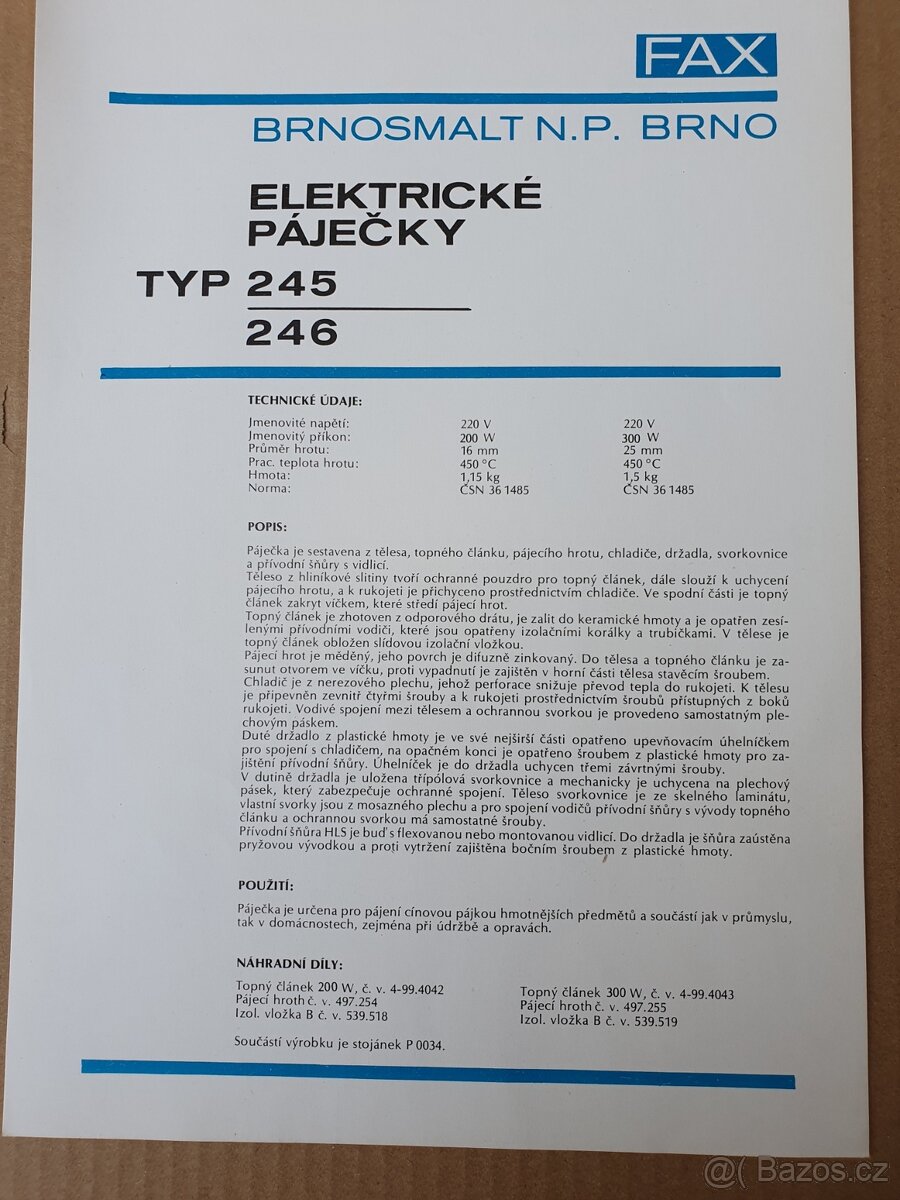 FAX
BRNOSMALT N.P. BRNO
ELEKTRICKÉ
PÁJEČKY
TYP 245
246
TECHNICKÉ ÚDAJE:
Jmenovité napětí: 220 V 220 V
Jmenovitý příkon: 200 W 300 W
Průměr hrotu: 16 mm 25 mm
Prac. teplota hrotu: 450 °C 450 °C
Hmota: 1,15 kg 1,5 kg
Norma: ČSN 36 1485 ČSN 36 1485
POPIS:
Páječka je sestavena z tělesa, topného článku, pájecího hrotu, chladiče, držadla, svorkovnice
a přívodní šňůry s vidlicí.
Těleso z hliníkové slitiny tvoří ochranné pouzdro pro topný článek, dále slouží k uchycení
pájecího hrotu, a k rukojeti je přichyceno prostřednictvím chladiče. Ve spodní části je topný
článek zakryt víčkem, které středí pájecí hrot.
Topný článek je zhotoven z odporového drátu, je zalit do keramické hmoty a je opatřen zesí-
lenými přívodními vodiči, které jsou opatřeny izolačními korálky a trubičkami. V tělese je
topný článek obložen slídovou izolační vložkou.
Pájecí hrot je měděný, jeho povrch je difuzně zinkovaný. Do tělesa a topného článku je za-
sunut otvorem ve víčku, proti vypadnutí je zajištěn v horní části tělesa stavěcím šroubem.
Chladič je z nerezového plechu, jehož perforace snižuje převod tepla do rukojeti. K tělesu
je připevněn zevnitř čtyřmi šrouby a k rukojeti prostřednictvím šroubů přístupných z boků
rukojeti. Vodivé spojení mezi tělesem a ochrannou svorkou je provedeno samostatným ple-
chovým páskem.
Duté držadlo z plastické hmoty je ve své nejširší části opatřeno upevňovacím úhelníčkem
pro spojení s chladičem, na opačném konci je opatřeno šroubem z plastické hmoty pro za-
jištění přívodní šňůry. Úhelníček je do držadla uchycen třemi závrtnými šrouby.
V dutině držadla je uložena třípólová svorkovnice a mechanicky je uchycena na plechový
pásek, který zabezpečuje ochranné spojení. Těleso svorkovnice je ze skelného laminátu,
vlastní svorky jsou z mosazného plechu a pro spojení vodičů přívodní šňůry s vývody topného
článku a ochrannou svorkou má samostatné šrouby.
Přívodní šňůra HLS je buď s flexovanou nebo montovanou vidlicí. Do držadla je šňůra zaústěna
pryžovou vývodkou a proti vytržení zajištěna bočním šroubem z plastické hmoty.
POUŽITÍ:
Páječka je určena pro pájení cínovou pájkou hmotnějších předmětů a součástí jak v průmyslu,
tak v domácnostech, zejména při údržbě a opravách.
NÁHRADNÍ DÍLY:
Topný článek 200 W, č. v. 4-99.4042 Topný článek 300 W, č. v. 4-99.4043
Pájecí hroth č. v. 497.254 Pájecí hroth č. v. 497.255
Izol. vložka B č. v. 539.518 Izol. vložka B č. v. 539.519
Součástí výrobku je stojánek P 0034.
@( Bazos.cz